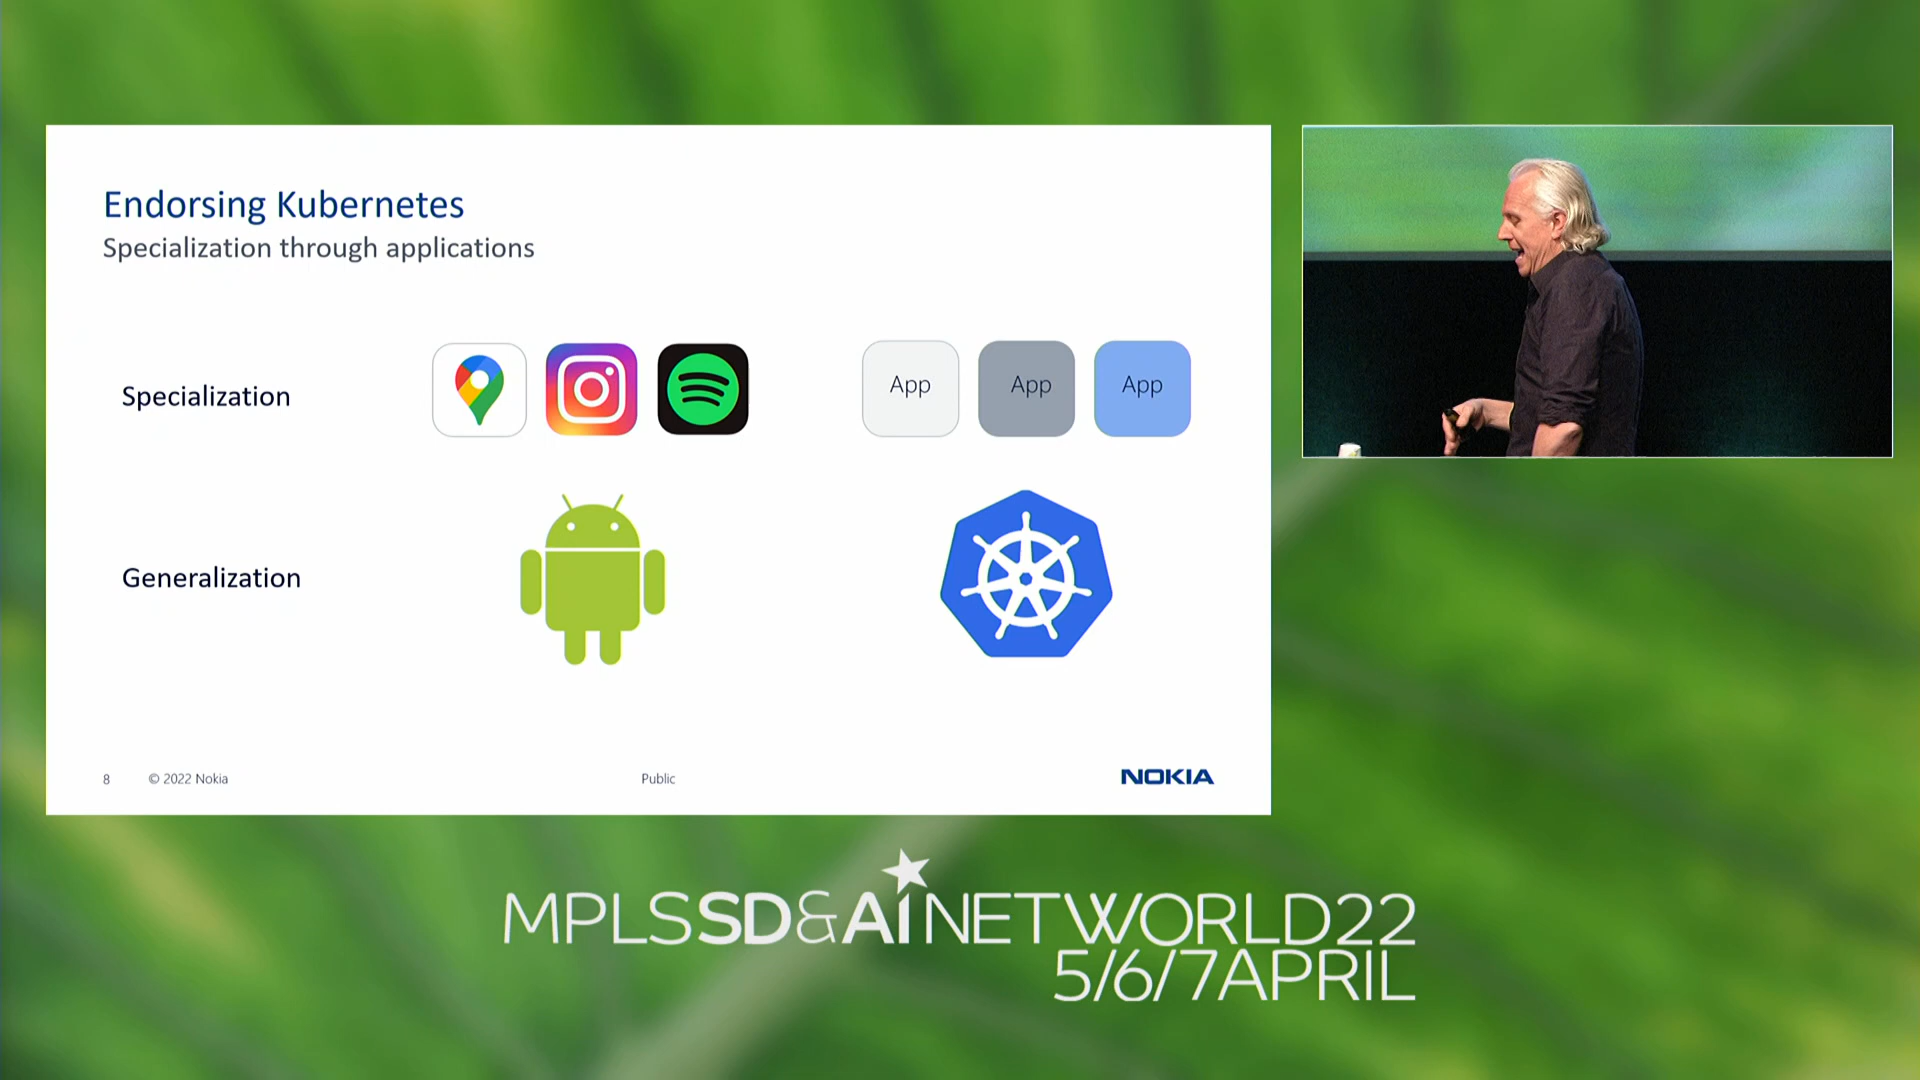 Endorsing Kubernetes
Specialization through applications
Specialization
App App App
Generalization
8 © 2022 Nokia Public NOKIA
MPLSSD&AINETWORLD22
5/6/7APRIL